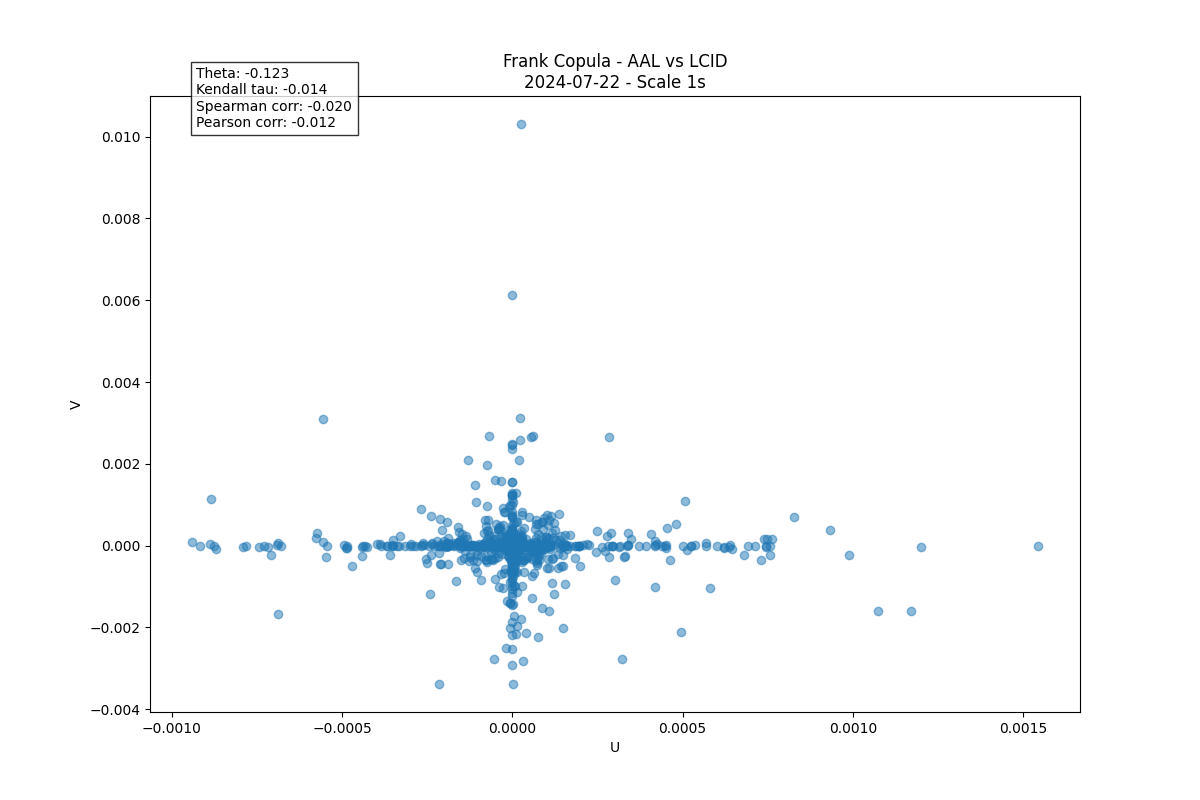 Frank Copula - AAL vs LCID
2024-07-22 - Scale 1s
Theta: -0.123
Kendall tau: -0.014
Spearman corr: -0.020
Pearson corr: -0.012
0.010
0.008
0.006
0.004
0.002
0.000
−0.002
−0.004
V
−0.0010
−0.0005
0.0000
0.0005
0.0010
0.0015
U